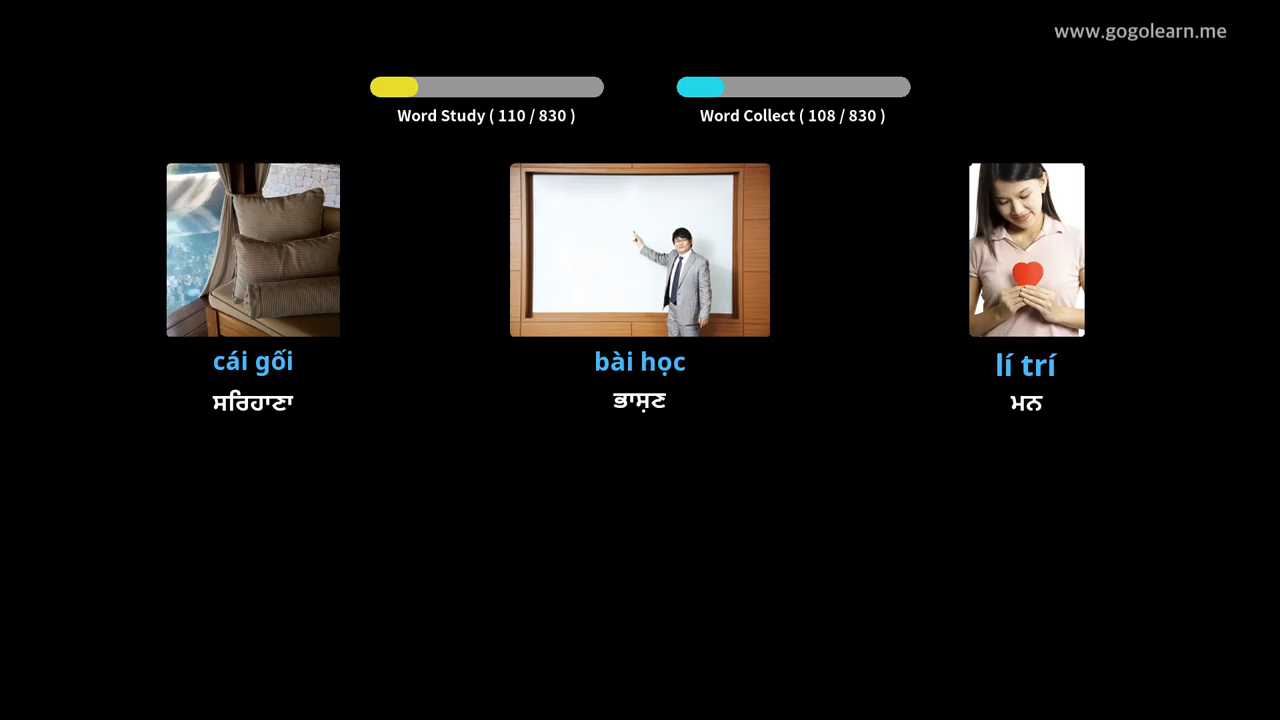 www.gogolearn.me
Word Study ( 110 / 830 )
Word Collect ( 108 / 830 )
cái gối
bài học
lí trí
ਸਰਿਹਾਣਾ
ਭਾਸ਼ਣ
ਮਨ